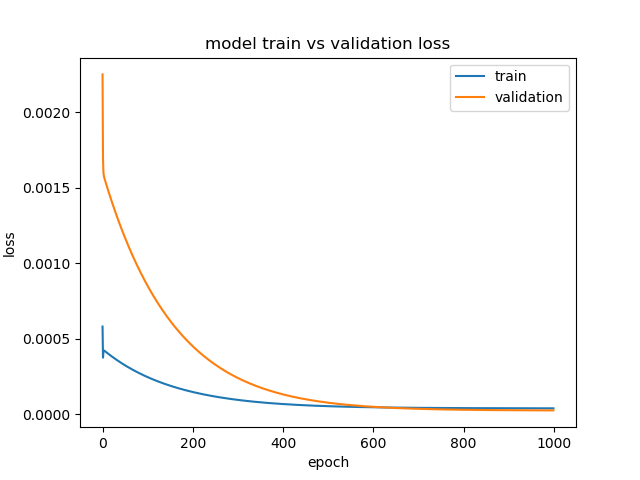 model train vs validation loss
train
validation
0.0020
0.0015
0.0010
0.0005
0.0000
loss
0 200 400 600 800 1000
epoch